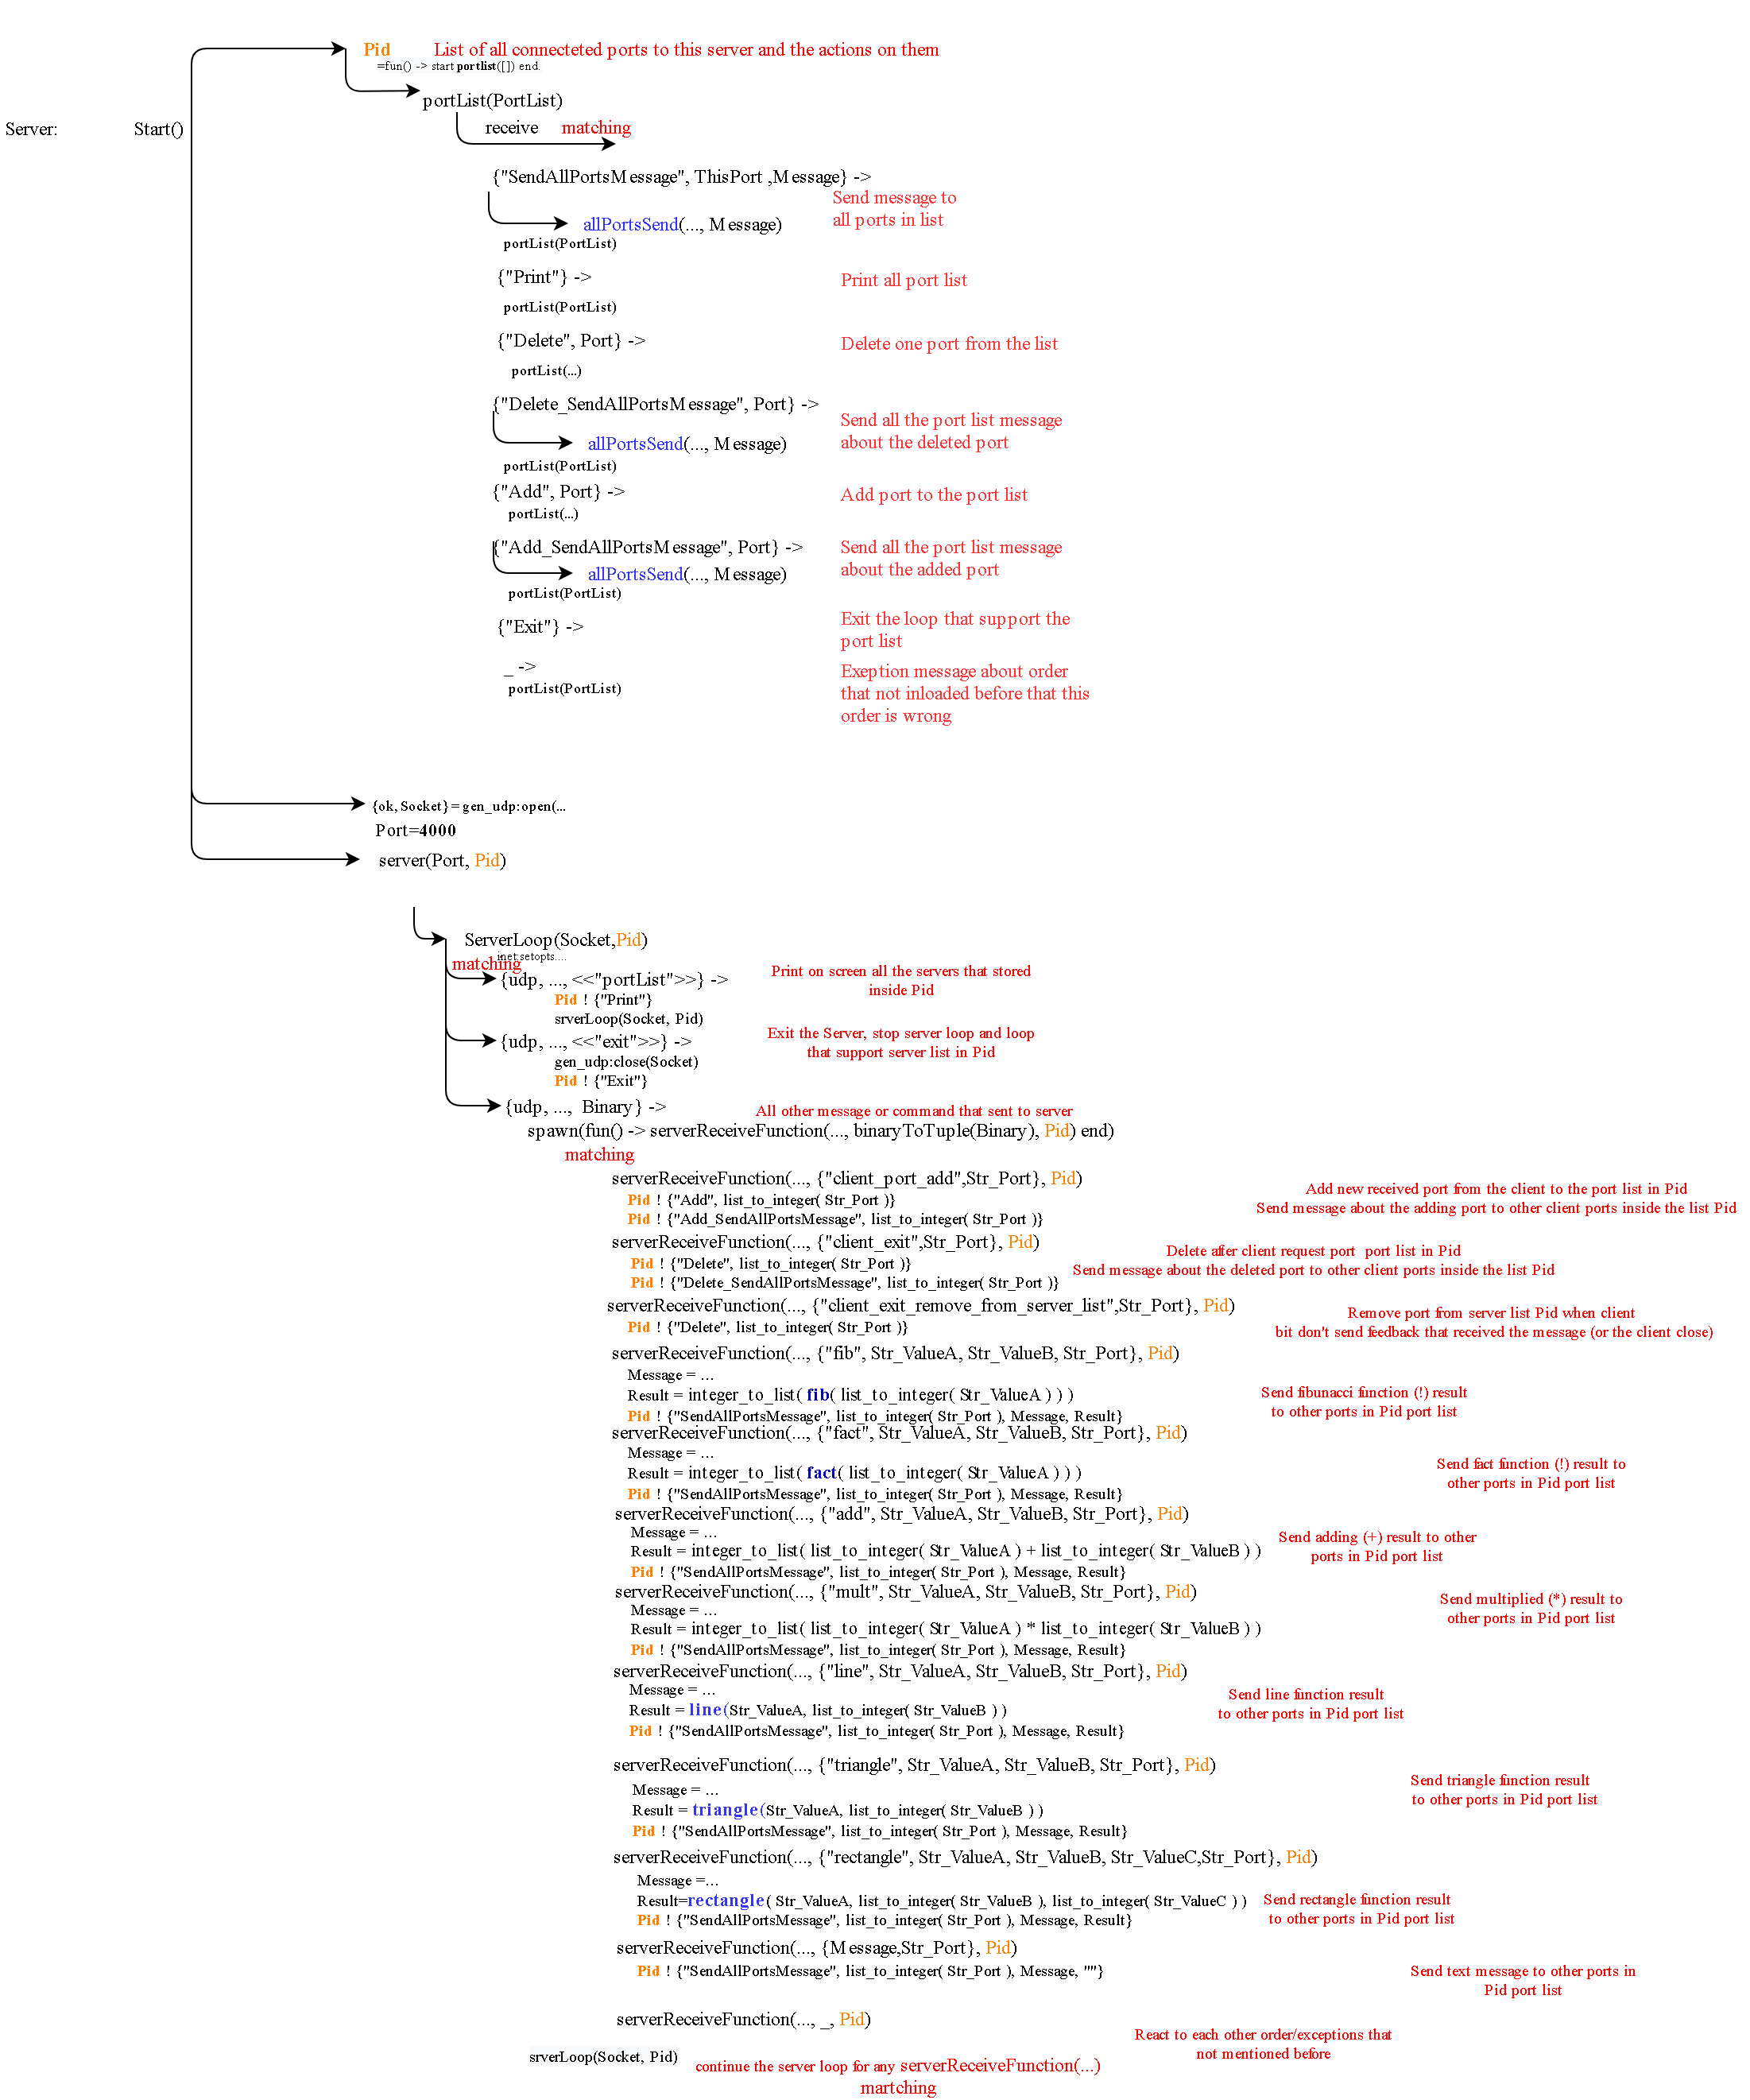 Pid List of all connecteted ports to this server and the actions on them
=fun() -> start portlist([]) end.
portList(PortList)
Server: Start()
receive matching
{"SendAllPortsMessage", ThisPort ,Message} ->
Send message to
all ports in list
allPortsSend(..., Message)
portList(PortList)
{"Print"} ->
Print all port list
portList(PortList)
{"Delete", Port} ->
Delete one port from the list
portList(...)
{"Delete_SendAllPortsMessage", Port} ->
Send all the port list message
about the deleted port
allPortsSend(..., Message)
portList(PortList)
{"Add", Port} ->
Add port to the port list
portList(...)
{"Add_SendAllPortsMessage", Port} ->
Send all the port list message
about the added port
allPortsSend(..., Message)
portList(PortList)
{"Exit"} ->
Exit the loop that support the
port list
_ ->
portList(PortList)
Exeption message about order
that not inloaded before that this
order is wrong
{ok, Socket} = gen_udp:open(...
Port=4000
server(Port, Pid)
ServerLoop(Socket,Pid)
inet:setopts....
matching
{udp, ..., <<"portList">>} ->
Print on screen all the servers that stored
inside Pid
Pid ! {"Print"}
srverLoop(Socket, Pid)
{udp, ..., <<"exit">>} ->
Exit the Server, stop server loop and loop
that support server list in Pid
gen_udp:close(Socket)
Pid ! {"Exit"}
{udp, ..., Binary} ->
All other message or command that sent to server
spawn(fun() -> serverReceiveFunction(..., binaryToTuple(Binary), Pid) end)
matching
serverReceiveFunction(..., {"client_port_add",Str_Port}, Pid)
Pid ! {"Add", list_to_integer( Str_Port )}
Pid ! {"Add_SendAllPortsMessage", list_to_integer( Str_Port )}
Add new received port from the client to the port list in Pid
Send message about the adding port to other client ports inside the list Pid
serverReceiveFunction(..., {"client_exit",Str_Port}, Pid)
Pid ! {"Delete", list_to_integer( Str_Port )}
Pid ! {"Delete_SendAllPortsMessage", list_to_integer( Str_Port )}
Delete after client request port port list in Pid
Send message about the deleted port to other client ports inside the list Pid
serverReceiveFunction(..., {"client_exit_remove_from_server_list",Str_Port}, Pid)
Pid ! {"Delete", list_to_integer( Str_Port )}
Remove port from server list Pid when client
bit don't send feedback that received the message (or the client close)
serverReceiveFunction(..., {"fib", Str_ValueA, Str_ValueB, Str_Port}, Pid)
Message = ...
Result = integer_to_list( fib( list_to_integer( Str_ValueA ) ) )
Pid ! {"SendAllPortsMessage", list_to_integer( Str_Port ), Message, Result}
Send fibunacci function (!) result
to other ports in Pid port list
serverReceiveFunction(..., {"fact", Str_ValueA, Str_ValueB, Str_Port}, Pid)
Message = ...
Result = integer_to_list( fact( list_to_integer( Str_ValueA ) ) )
Pid ! {"SendAllPortsMessage", list_to_integer( Str_Port ), Message, Result}
Send fact function (!) result to
other ports in Pid port list
serverReceiveFunction(..., {"add", Str_ValueA, Str_ValueB, Str_Port}, Pid)
Message = ...
Result = integer_to_list( list_to_integer( Str_ValueA ) + list_to_integer( Str_ValueB ) )
Pid ! {"SendAllPortsMessage", list_to_integer( Str_Port ), Message, Result}
Send adding (+) result to other
ports in Pid port list
serverReceiveFunction(..., {"mult", Str_ValueA, Str_ValueB, Str_Port}, Pid)
Message = ...
Result = integer_to_list( list_to_integer( Str_ValueA ) * list_to_integer( Str_ValueB ) )
Pid ! {"SendAllPortsMessage", list_to_integer( Str_Port ), Message, Result}
Send multiplied (*) result to
other ports in Pid port list
serverReceiveFunction(..., {"line", Str_ValueA, Str_ValueB, Str_Port}, Pid)
Message = ...
Result = line(Str_ValueA, list_to_integer( Str_ValueB ) )
Pid ! {"SendAllPortsMessage", list_to_integer( Str_Port ), Message, Result}
Send line function result
to other ports in Pid port list
serverReceiveFunction(..., {"triangle", Str_ValueA, Str_ValueB, Str_Port}, Pid)
Message = ...
Result = triangle(Str_ValueA, list_to_integer( Str_ValueB ) )
Pid ! {"SendAllPortsMessage", list_to_integer( Str_Port ), Message, Result}
Send triangle function result
to other ports in Pid port list
serverReceiveFunction(..., {"rectangle", Str_ValueA, Str_ValueB, Str_ValueC,Str_Port}, Pid)
Message =...
Result=rectangle( Str_ValueA, list_to_integer( Str_ValueB ), list_to_integer( Str_ValueC ) )
Pid ! {"SendAllPortsMessage", list_to_integer( Str_Port ), Message, Result}
Send rectangle function result
to other ports in Pid port list
serverReceiveFunction(..., {Message,Str_Port}, Pid)
Pid ! {"SendAllPortsMessage", list_to_integer( Str_Port ), Message, ""}
Send text message to other ports in
Pid port list
serverReceiveFunction(..., _, Pid)
React to each other order/exceptions that
not mentioned before
srverLoop(Socket, Pid)
continue the server loop for any serverReceiveFunction(...)
martching